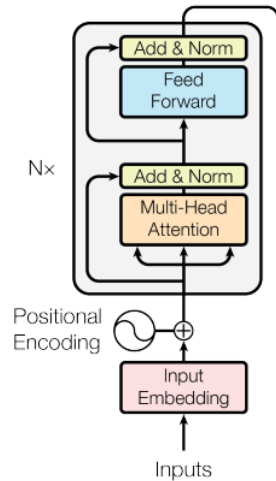 Add & Norm
Feed
Forward
N×
Add & Norm
Multi-Head
Attention
Positional
Encoding
Input
Embedding
Inputs